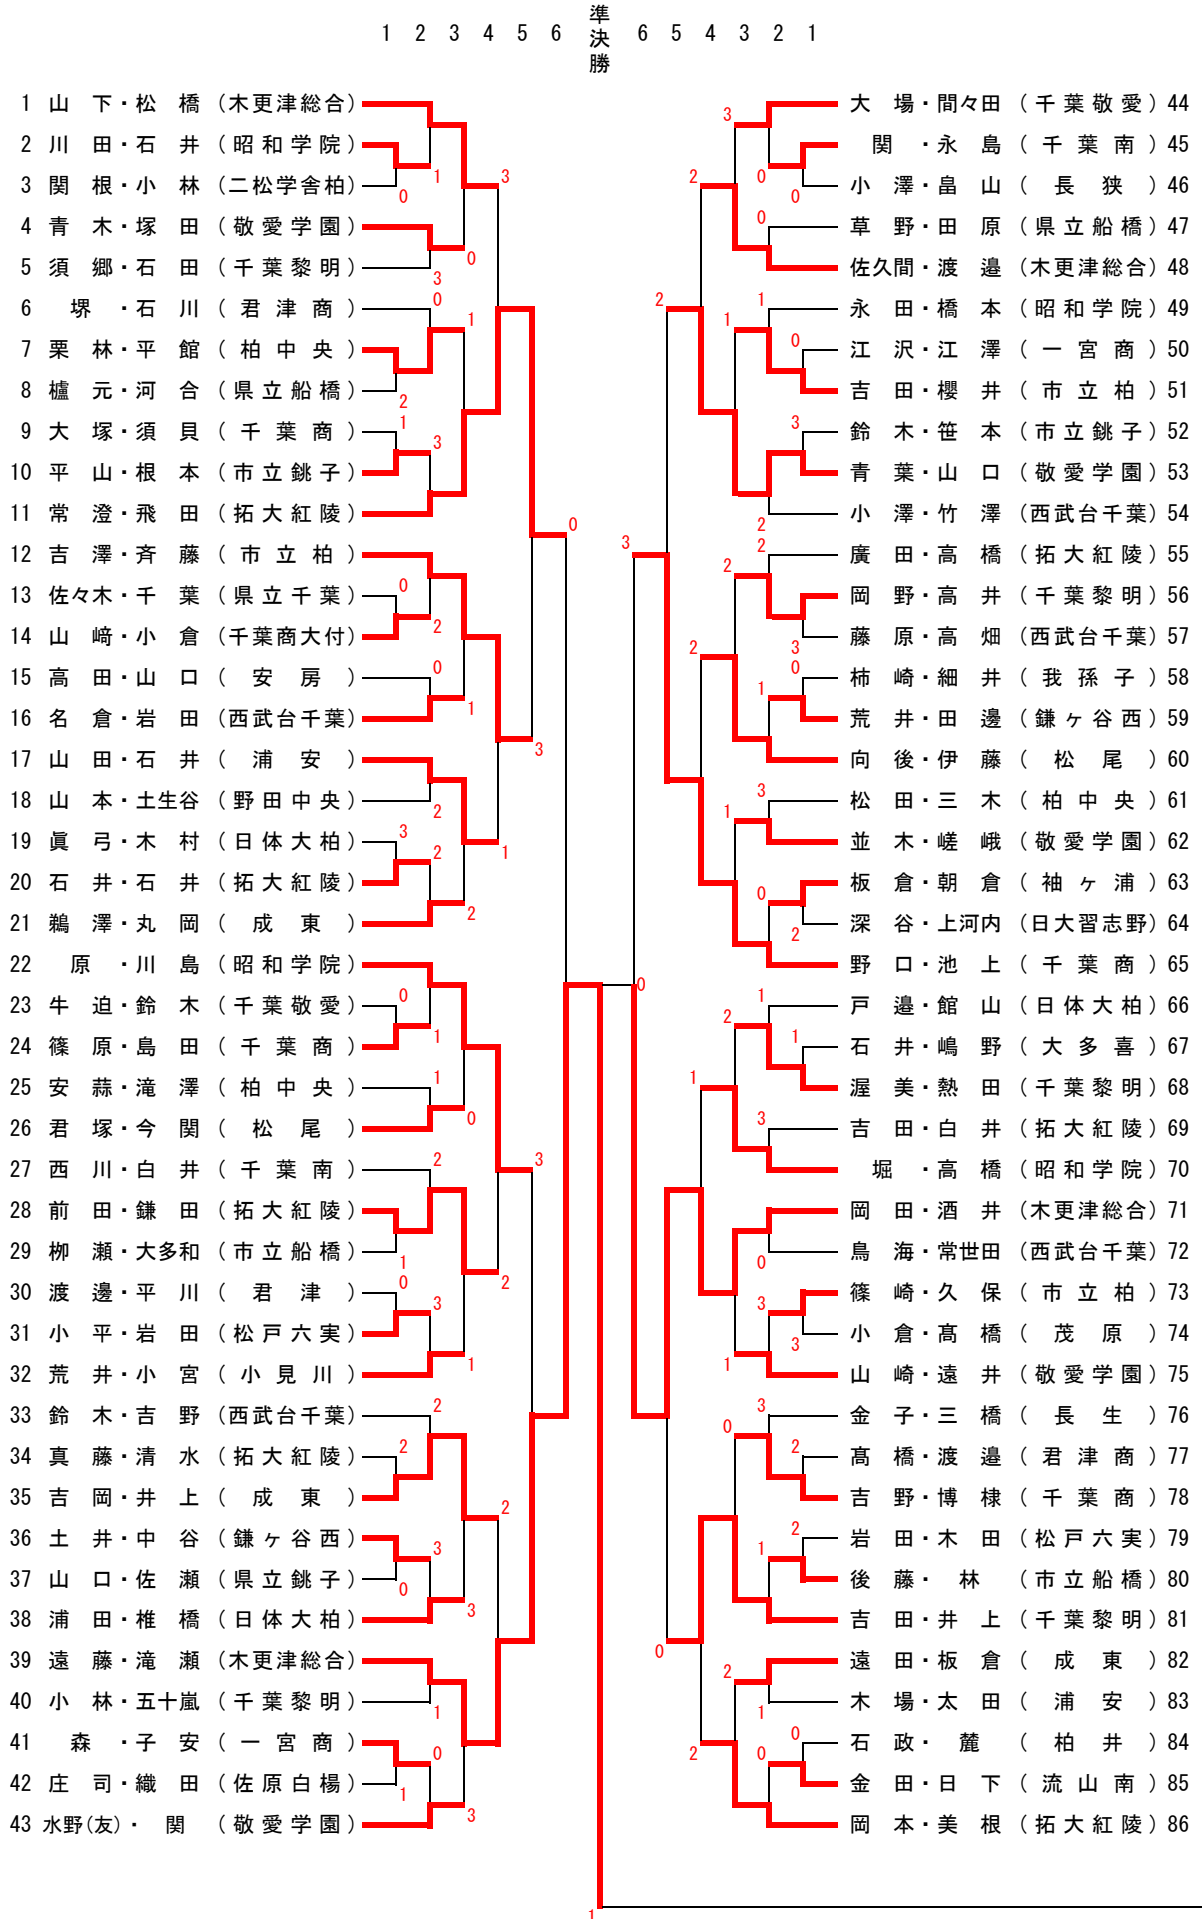 準決勝
1 2 3 4 5 6 6 5 4 3 2 1
1 山下・松橋 (木更津総合)
2 川田・石井 (昭和学院)
3 関根・小林 (二松学舎柏)
4 青木・塚田 (敬愛学園)
5 須郷・石田 (千葉黎明)
6 堺・石川 (君津商)
7 栗林・平館 (柏中央)
8 櫨元・河合 (県立船橋)
9 大塚・須貝 (千葉商)
10 平山・根本 (市立銚子)
11 常澄・飛田 (拓大紅陵)
12 吉澤・斉藤 (市立柏)
13 佐々木・千葉 (県立千葉)
14 山﨑・小倉 (千葉商大付)
15 高田・山口 (安房)
16 名倉・岩田 (西武台千葉)
17 山田・石井 (浦安)
18 山本・土生谷 (野田中央)
19 眞弓・木村 (日体大柏)
20 石井・石井 (拓大紅陵)
21 鵜澤・丸岡 (成東)
22 原・川島 (昭和学院)
23 牛迫・鈴木 (千葉敬愛)
24 篠原・島田 (千葉商)
25 安蒜・滝澤 (柏中央)
26 君塚・今関 (松尾)
27 西川・白井 (千葉南)
28 前田・鎌田 (拓大紅陵)
29 栁瀬・大多和 (市立船橋)
30 渡邊・平川 (君津)
31 小平・岩田 (松戸六実)
32 荒井・小宮 (小見川)
33 鈴木・吉野 (西武台千葉)
34 真藤・清水 (拓大紅陵)
35 吉岡・井上 (成東)
36 土井・中谷 (鎌ヶ谷西)
37 山口・佐瀬 (県立銚子)
38 浦田・椎橋 (日体大柏)
39 遠藤・滝瀬 (木更津総合)
40 小林・五十嵐 (千葉黎明)
41 森・子安 (一宮商)
42 庄司・織田 (佐原白楊)
43 水野(友)・関 (敬愛学園)
大場・間々田 (千葉敬愛) 44
関・永島 (千葉南) 45
小澤・畠山 (長狭) 46
草野・田原 (県立船橋) 47
佐久間・渡邉 (木更津総合) 48
永田・橋本 (昭和学院) 49
江沢・江澤 (一宮商) 50
吉田・櫻井 (市立柏) 51
鈴木・笹本 (市立銚子) 52
青葉・山口 (敬愛学園) 53
小澤・竹澤 (西武台千葉) 54
廣田・高橋 (拓大紅陵) 55
岡野・高井 (千葉黎明) 56
藤原・高畑 (西武台千葉) 57
柿崎・細井 (我孫子) 58
荒井・田邊 (鎌ヶ谷西) 59
向後・伊藤 (松尾) 60
松田・三木 (柏中央) 61
並木・嵯峨 (敬愛学園) 62
板倉・朝倉 (袖ヶ浦) 63
深谷・上河内 (日大習志野) 64
野口・池上 (千葉商) 65
戸邉・館山 (日体大柏) 66
石井・嶋野 (大多喜) 67
渥美・熱田 (千葉黎明) 68
吉田・白井 (拓大紅陵) 69
堀・高橋 (昭和学院) 70
岡田・酒井 (木更津総合) 71
鳥海・常世田 (西武台千葉) 72
篠崎・久保 (市立柏) 73
小倉・髙橋 (茂原) 74
山崎・遠井 (敬愛学園) 75
金子・三橋 (長生) 76
髙橋・渡邉 (君津商) 77
吉野・博棣 (千葉商) 78
岩田・木田 (松戸六実) 79
後藤・林 (市立船橋) 80
吉田・井上 (千葉黎明) 81
遠田・板倉 (成東) 82
木場・太田 (浦安) 83
石政・麓 (柏井) 84
金田・日下 (流山南) 85
岡本・美根 (拓大紅陵) 86
1